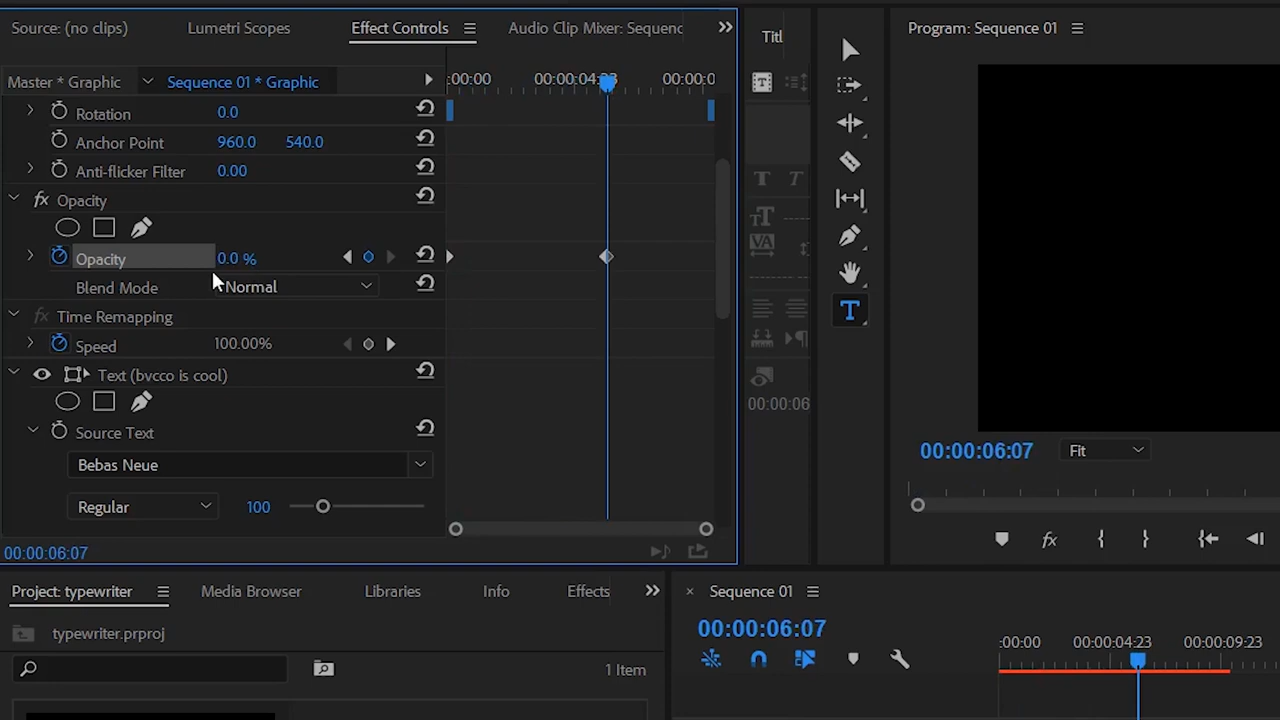 Source: (no clips)
Lumetri Scopes
Effect Controls
Audio Clip Mixer: Sequenc
Master * Graphic
Sequence 01 * Graphic
:00:00
00:00:04:23
00:00:0
Rotation
0.0
Anchor Point
960.0
540.0
Anti-flicker Filter
0.00
fx Opacity
Opacity
0.0 %
Blend Mode
Normal
fx Time Remapping
Speed
100.00%
Text (bvcco is cool)
Source Text
Bebas Neue
Regular
100
00:00:06:07
Titl
T
T
T
TT
VA
00:00:06
T
Program: Sequence 01
00:00:06:07
Fit
fx
Project: typewriter
Media Browser
Libraries
Info
Effects
typewriter.prproj
1 Item
× Sequence 01
00:00:06:07
:00:00
00:00:04:23
00:00:09:23